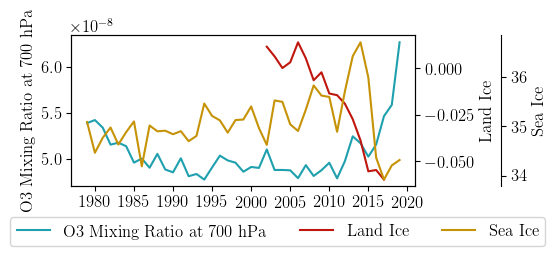 ×10⁻⁸
O3 Mixing Ratio at 700 hPa
6.0
5.5
5.0
0.000
−0.025
−0.050
Land Ice
36
35
34
Sea Ice
1980 1985 1990 1995 2000 2005 2010 2015 2020
O3 Mixing Ratio at 700 hPa Land Ice Sea Ice